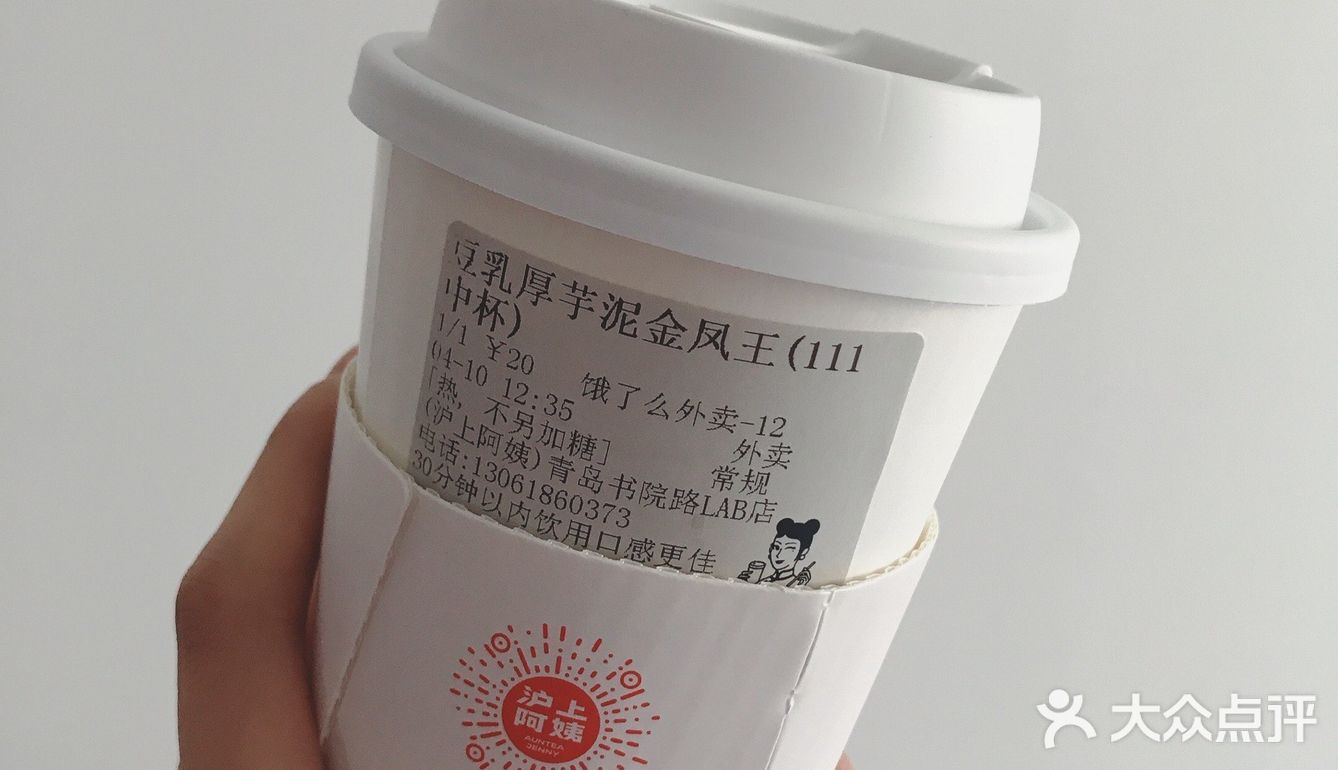 豆乳厚芋泥金凤王(111
中杯)
1/1 ¥20 饿了么外卖-12
04-10 12:35 外卖
[热, 不另加糖] 常规
(沪上阿姨)青岛书院路LAB店
电话:13061860373
30分钟以内饮用口感更佳
沪上
阿姨
AUNTEA
JENNY
大众点评